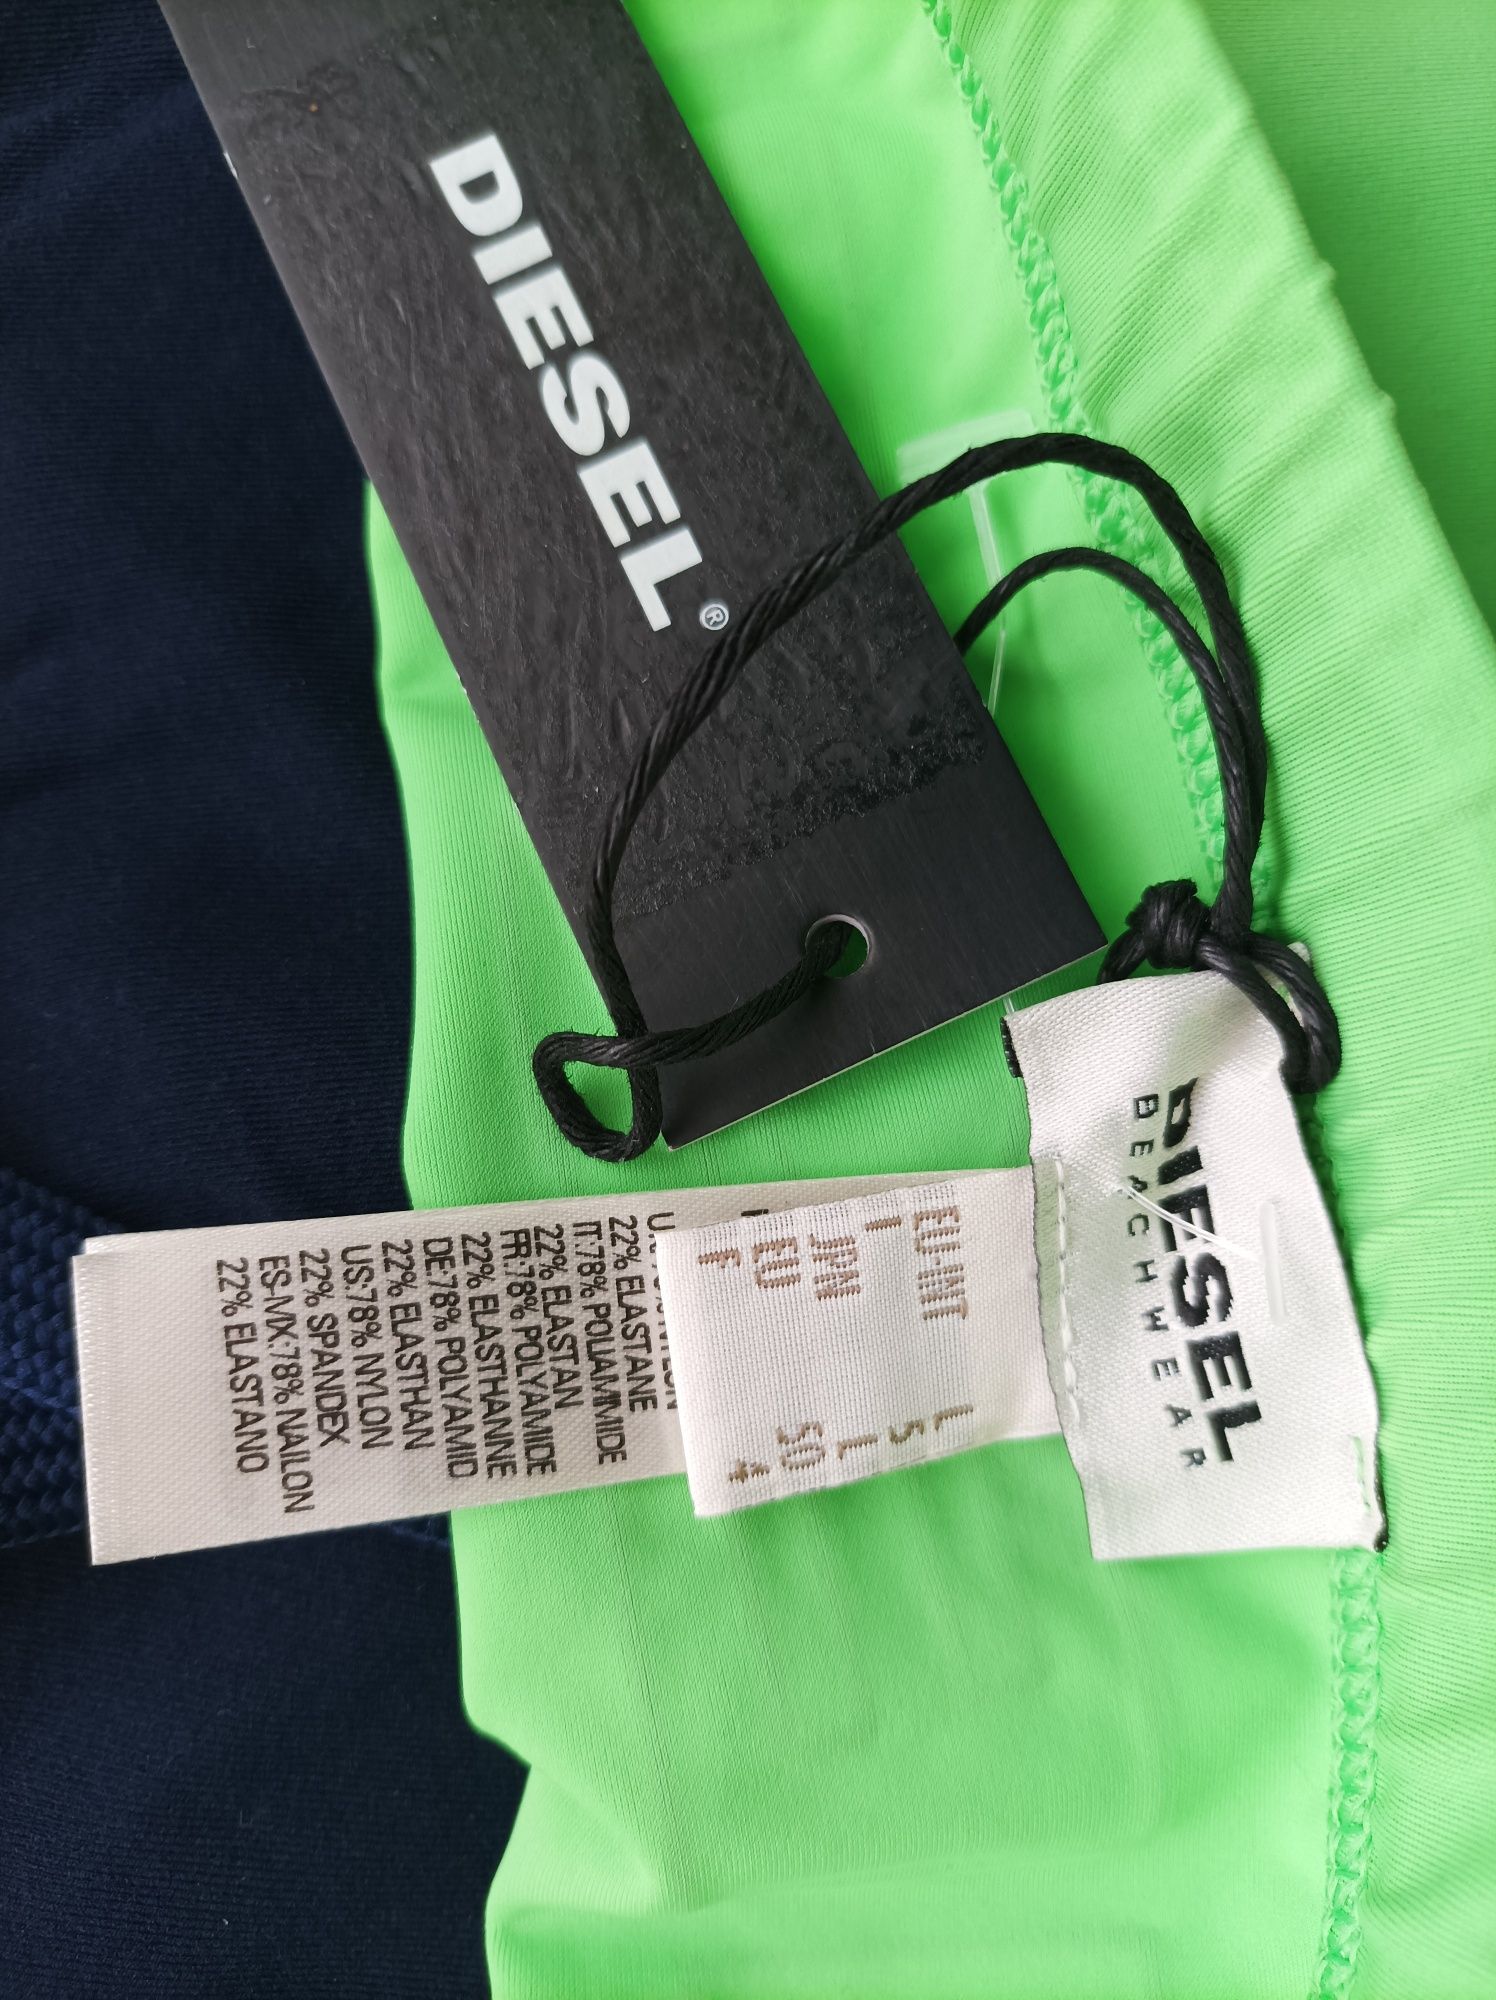 DIESEL®
DIESEL
BEACHWEAR
EU-INT L
I 5
JPN L
EU 50
F 4
22% ELASTANE
IT:78% POLIAMMIDE
22% ELASTAN
FR:78% POLYAMIDE
22% ELASTHANNE
DE:78% POLYAMID
22% ELASTHAN
US:78% NYLON
22% SPANDEX
ES-MX:78% NAILON
22% ELASTANO